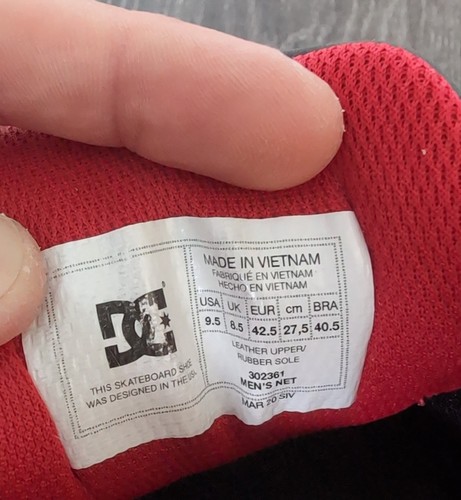 DC
THIS SKATEBOARD SHOE
WAS DESIGNED IN THE USA
MADE IN VIETNAM
FABRIQUÉ EN VIETNAM
HECHO EN VIETNAM
USA UK EUR cm BRA
9.5 8.5 42.5 27,5 40.5
LEATHER UPPER/
RUBBER SOLE
302361
MEN'S NET
MAR 20 SIV